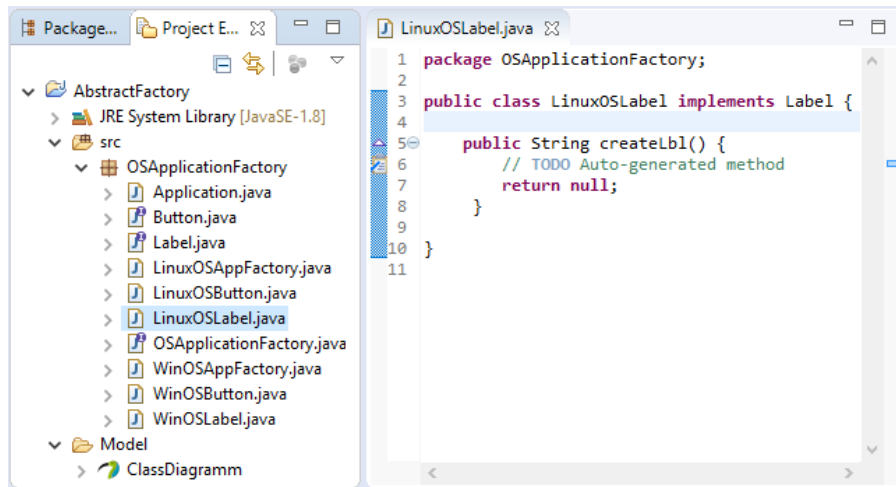 Package...
Project E...
AbstractFactory
JRE System Library [JavaSE-1.8]
src
OSApplicationFactory
Application.java
Button.java
Label.java
LinuxOSAppFactory.java
LinuxOSButton.java
LinuxOSLabel.java
OSApplicationFactory.java
WinOSAppFactory.java
WinOSButton.java
WinOSLabel.java
Model
ClassDiagramm
LinuxOSLabel.java
1 package OSApplicationFactory;
2
3 public class LinuxOSLabel implements Label {
4
5 public String createLbl() {
6 // TODO Auto-generated method
7 return null;
8 }
9
10 }
11